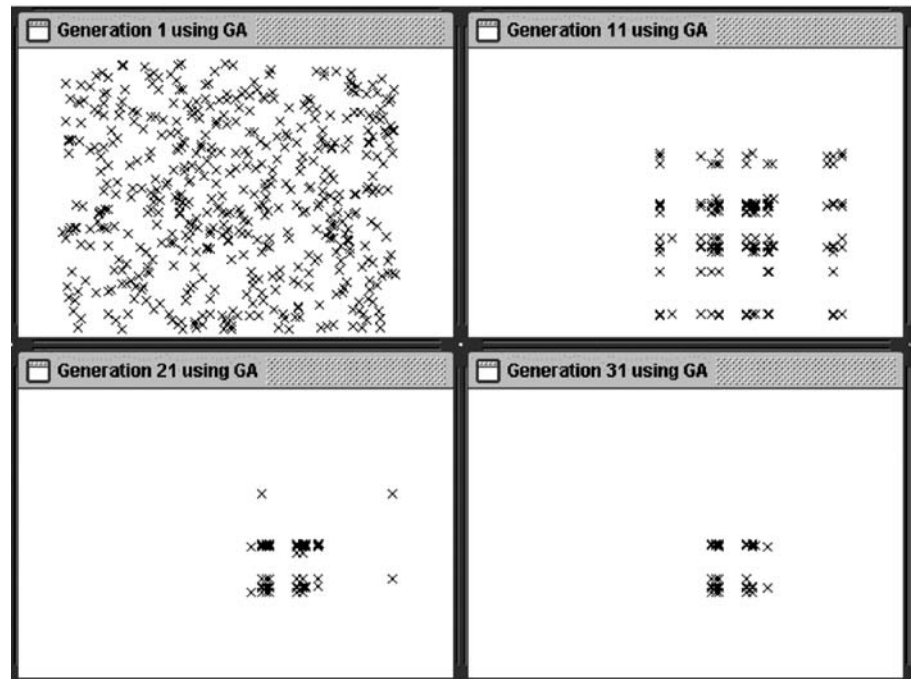 Generation 1 using GA
Generation 11 using GA
Generation 21 using GA
Generation 31 using GA